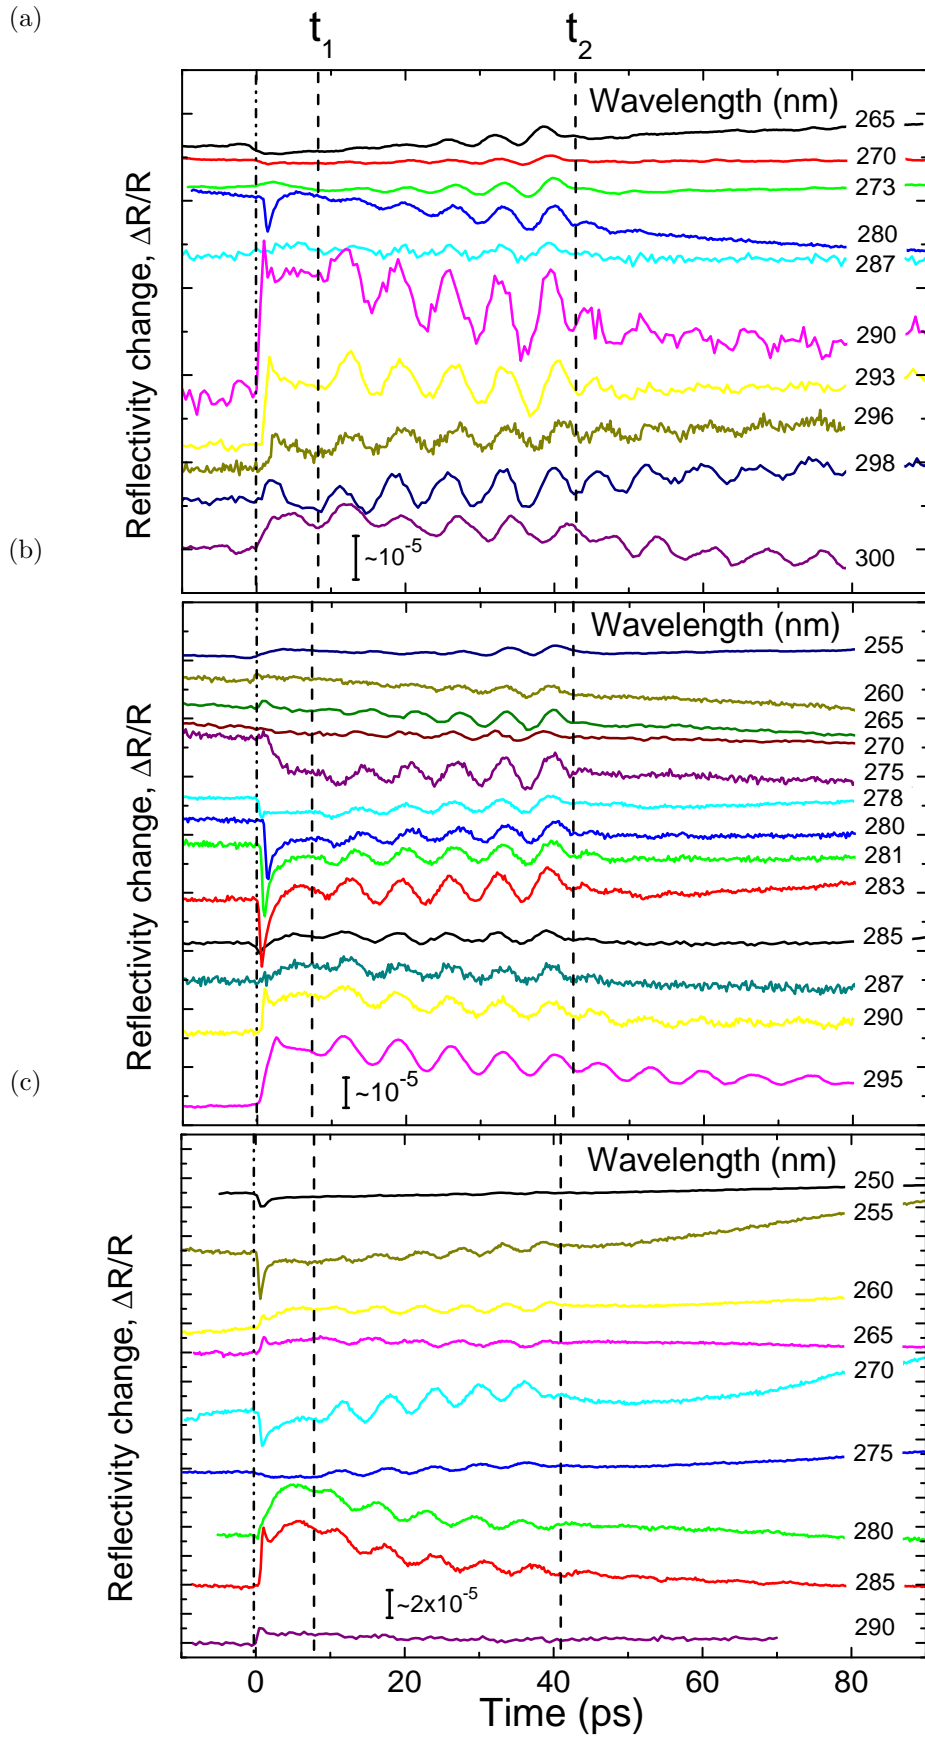 (a)
t1 t2
Wavelength (nm)
265
270
273
280
287
290
293
296
298
300
~10-5
Reflectivity change, ΔR/R
(b)
Wavelength (nm)
255
260
265
270
275
278
280
281
283
285
287
290
295
~10-5
Reflectivity change, ΔR/R
(c)
Wavelength (nm)
250
255
260
265
270
275
280
285
290
~2x10-5
Reflectivity change, ΔR/R
0 20 40 60 80
Time (ps)